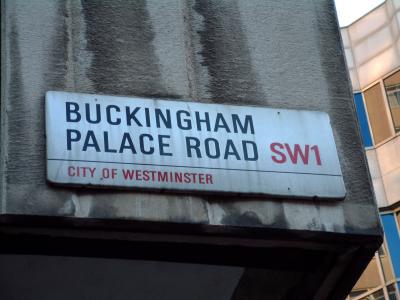 BUCKINGHAM
PALACE ROAD SW1
CITY OF WESTMINSTER